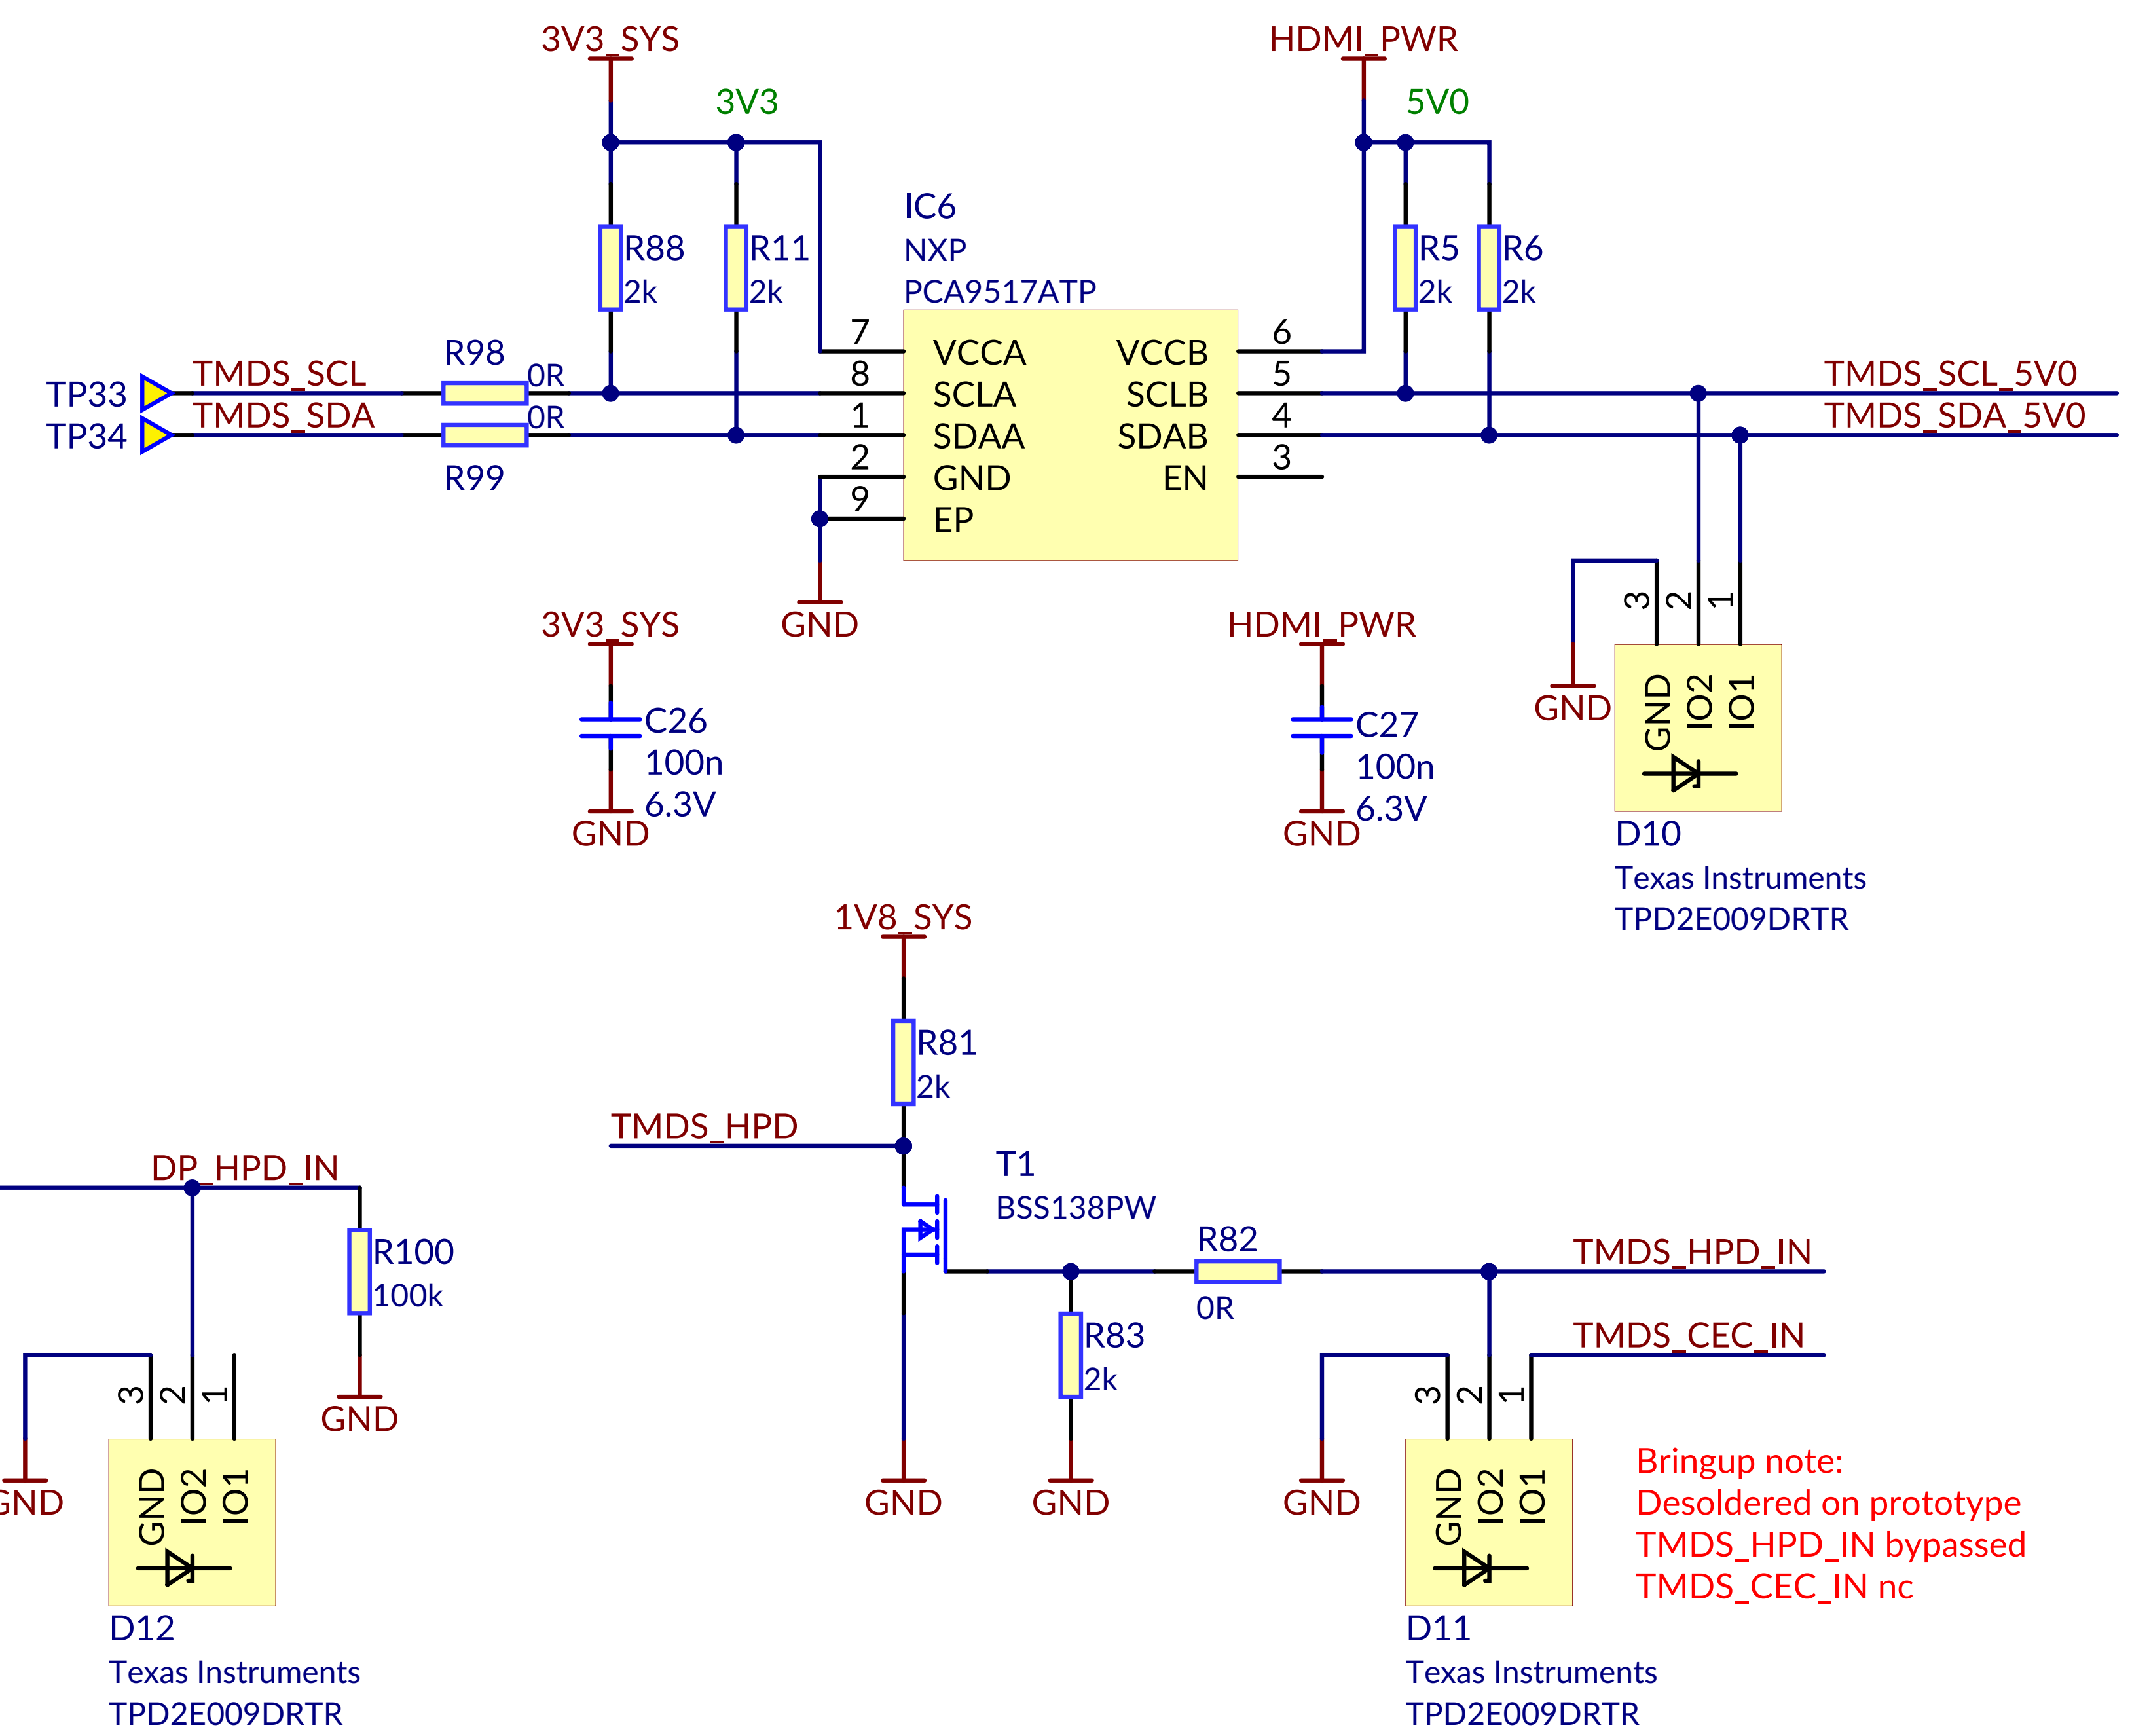 3V3_SYS
HDMI_PWR
3V3
5V0
IC6
NXP
PCA9517ATP
R88
2k
R11
2k
R5
2k
R6
2k
TP33
TMDS_SCL
R98
0R
TP34
TMDS_SDA
0R
R99
7
8
1
2
9
VCCA
SCLA
SDAA
GND
EP
VCCB
SCLB
SDAB
EN
6
5
4
3
TMDS_SCL_5V0
TMDS_SDA_5V0
GND
3V3_SYS
C26
100n
6.3V
GND
HDMI_PWR
C27
100n
6.3V
GND
3
2
1
GND
GND
IO2
IO1
D10
Texas Instruments
TPD2E009DRTR
1V8_SYS
R81
2k
TMDS_HPD
T1
BSS138PW
DP_HPD_IN
R100
100k
GND
R82
0R
R83
2k
TMDS_HPD_IN
TMDS_CEC_IN
3
2
1
GND
GND
IO2
IO1
D12
Texas Instruments
TPD2E009DRTR
GND
GND
GND
3
2
1
GND
IO2
IO1
D11
Texas Instruments
TPD2E009DRTR
Bringup note:
Desoldered on prototype
TMDS_HPD_IN bypassed
TMDS_CEC_IN nc